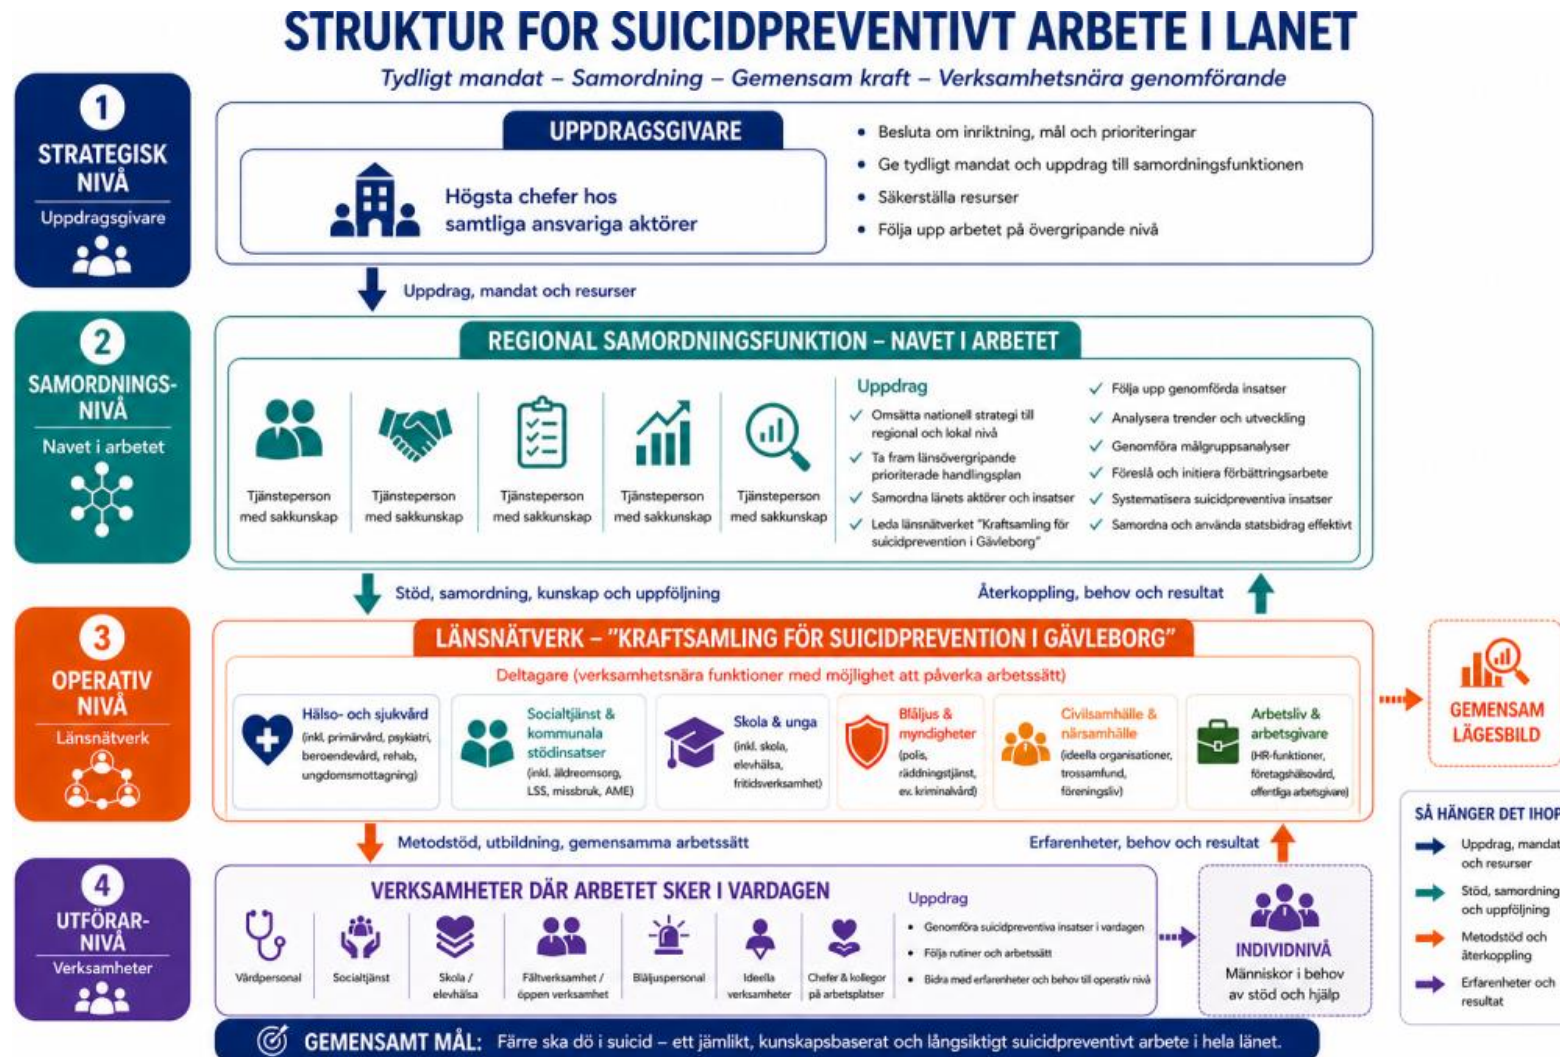 STRUKTUR FÖR SUICIDPREVENTIVT ARBETE I LÄNET
Tydligt mandat – Samordning – Gemensam kraft – Verksamhetsnära genomförande
1
STRATEGISK
NIVÅ
Uppdragsgivare
UPPDRAGSGIVARE
Högsta chefer hos
samtliga ansvariga aktörer
• Besluta om inriktning, mål och prioriteringar
• Ge tydligt mandat och uppdrag till samordningsfunktionen
• Säkerställa resurser
• Följa upp arbetet på övergripande nivå
Uppdrag, mandat och resurser
2
SAMORDNINGS-
NIVÅ
Navet i arbetet
REGIONAL SAMORDNINGSFUNKTION – NAVET I ARBETET
Tjänsteperson
med sakkunskap
Tjänsteperson
med sakkunskap
Tjänsteperson
med sakkunskap
Tjänsteperson
med sakkunskap
Tjänsteperson
med sakkunskap
Uppdrag
✓ Omsätta nationell strategi till
regional och lokal nivå
✓ Ta fram länsövergripande
prioriterade handlingsplan
✓ Samordna länets aktörer och insatser
✓ Leda länsnätverket "Kraftsamling för
suicidprevention i Gävleborg"
✓ Följa upp genomförda insatser
✓ Analysera trender och utveckling
✓ Genomföra målgruppsanalyser
✓ Föreslå och initiera förbättringsarbete
✓ Systematisera suicidpreventiva insatser
✓ Samordna och använda statsbidrag effektivt
Stöd, samordning, kunskap och uppföljning
Återkoppling, behov och resultat
3
OPERATIV
NIVÅ
Länsnätverk
LÄNSNÄTVERK – "KRAFTSAMLING FÖR SUICIDPREVENTION I GÄVLEBORG"
Deltagare (verksamhetsnära funktioner med möjlighet att påverka arbetssätt)
Hälso- och sjukvård
(inkl. primärvård, psykiatri,
beroendevård, rehab,
ungdomsmottagning)
Socialtjänst &
kommunala
stödinsatser
(inkl. äldreomsorg,
LSS, missbruk, AME)
Skola & unga
(inkl. skola,
elevhälsa,
fritidsverksamhet)
Blåljus &
myndigheter
(polis,
räddningstjänst,
ev. kriminalvård)
Civilsamhälle &
närsamhälle
(ideella organisationer,
trossamfund,
föreningsliv)
Arbetsliv &
arbetsgivare
(HR-funktioner,
företagshälsovård,
offentliga arbetsgivare)
GEMENSAM
LÄGESBILD
Metodstöd, utbildning, gemensamma arbetssätt
Erfarenheter, behov och resultat
4
UTFÖRAR-
NIVÅ
Verksamheter
VERKSAMHETER DÄR ARBETET SKER I VARDAGEN
Vårdpersonal
Socialtjänst
Skola /
elevhälsa
Fältverksamhet /
öppen verksamhet
Blåljuspersonal
Ideella
verksamheter
Chefer & kollegor
på arbetsplatser
Uppdrag
• Genomföra suicidpreventiva insatser i vardagen
• Följa rutiner och arbetssätt
• Bidra med erfarenheter och behov till operativ nivå
INDIVIDNIVÅ
Människor i behov
av stöd och hjälp
SÅ HÄNGER DET IHOP
Uppdrag, mandat
och resurser
Stöd, samordning
och uppföljning
Metodstöd och
återkoppling
Erfarenheter och
resultat
GEMENSAMT MÅL: Färre ska dö i suicid – ett jämlikt, kunskapsbaserat och långsiktigt suicidpreventivt arbete i hela länet.